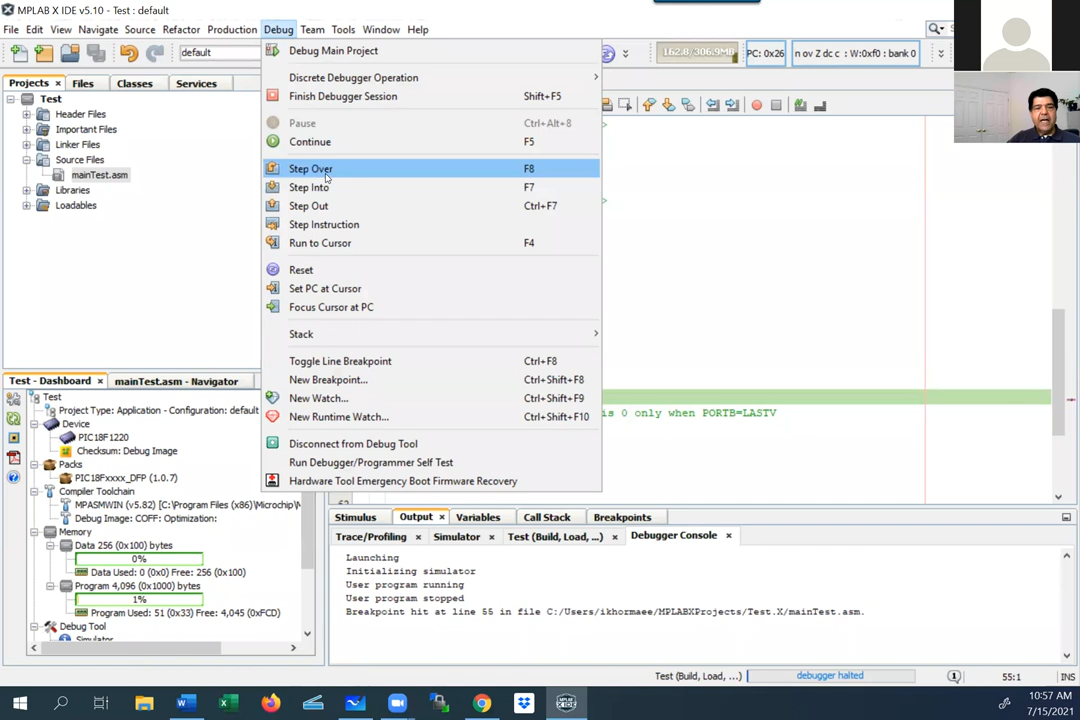 MPLAB X IDE v5.10 - Test : default
File Edit View Navigate Source Refactor Production Debug Team Tools Window Help
default
162.8/306.9MB
PC: 0x26
n ov Z dc c : W:0xf0 : bank 0
Debug Main Project
Discrete Debugger Operation
Finish Debugger Session Shift+F5
Pause Ctrl+Alt+8
Continue F5
Step Over F8
Step Into F7
Step Out Ctrl+F7
Step Instruction
Run to Cursor F4
Reset
Set PC at Cursor
Focus Cursor at PC
Stack
Toggle Line Breakpoint Ctrl+F8
New Breakpoint... Ctrl+Shift+F8
New Watch... Ctrl+Shift+F9
New Runtime Watch... Ctrl+Shift+F10
Disconnect from Debug Tool
Run Debugger/Programmer Self Test
Hardware Tool Emergency Boot Firmware Recovery
Projects Files Classes Services
Test
Header Files
Important Files
Linker Files
Source Files
mainTest.asm
Libraries
Loadables
is 0 only when PORTB=LASTV
Test - Dashboard mainTest.asm - Navigator
Test
Project Type: Application - Configuration: default
Device
PIC18F1220
Checksum: Debug Image
Packs
PIC18Fxxxx_DFP (1.0.7)
Compiler Toolchain
MPASMWIN (v5.82) [C:\Program Files (x86)\Microchip\
Debug Image: COFF: Optimization:
Memory
Data 256 (0x100) bytes
0%
Data Used: 0 (0x0) Free: 256 (0x100)
Program 4,096 (0x1000) bytes
1%
Program Used: 51 (0x33) Free: 4,045 (0xFCD)
Debug Tool
Simulator
Stimulus Output Variables Call Stack Breakpoints
Trace/Profiling Simulator Test (Build, Load, ...) Debugger Console
Launching
Initializing simulator
User program running
User program stopped
Breakpoint hit at line 55 in file C:/Users/ikhormaee/MPLABXProjects/Test.X/mainTest.asm.
Test (Build, Load, ...) debugger halted 55:1 INS
10:57 AM
7/15/2021